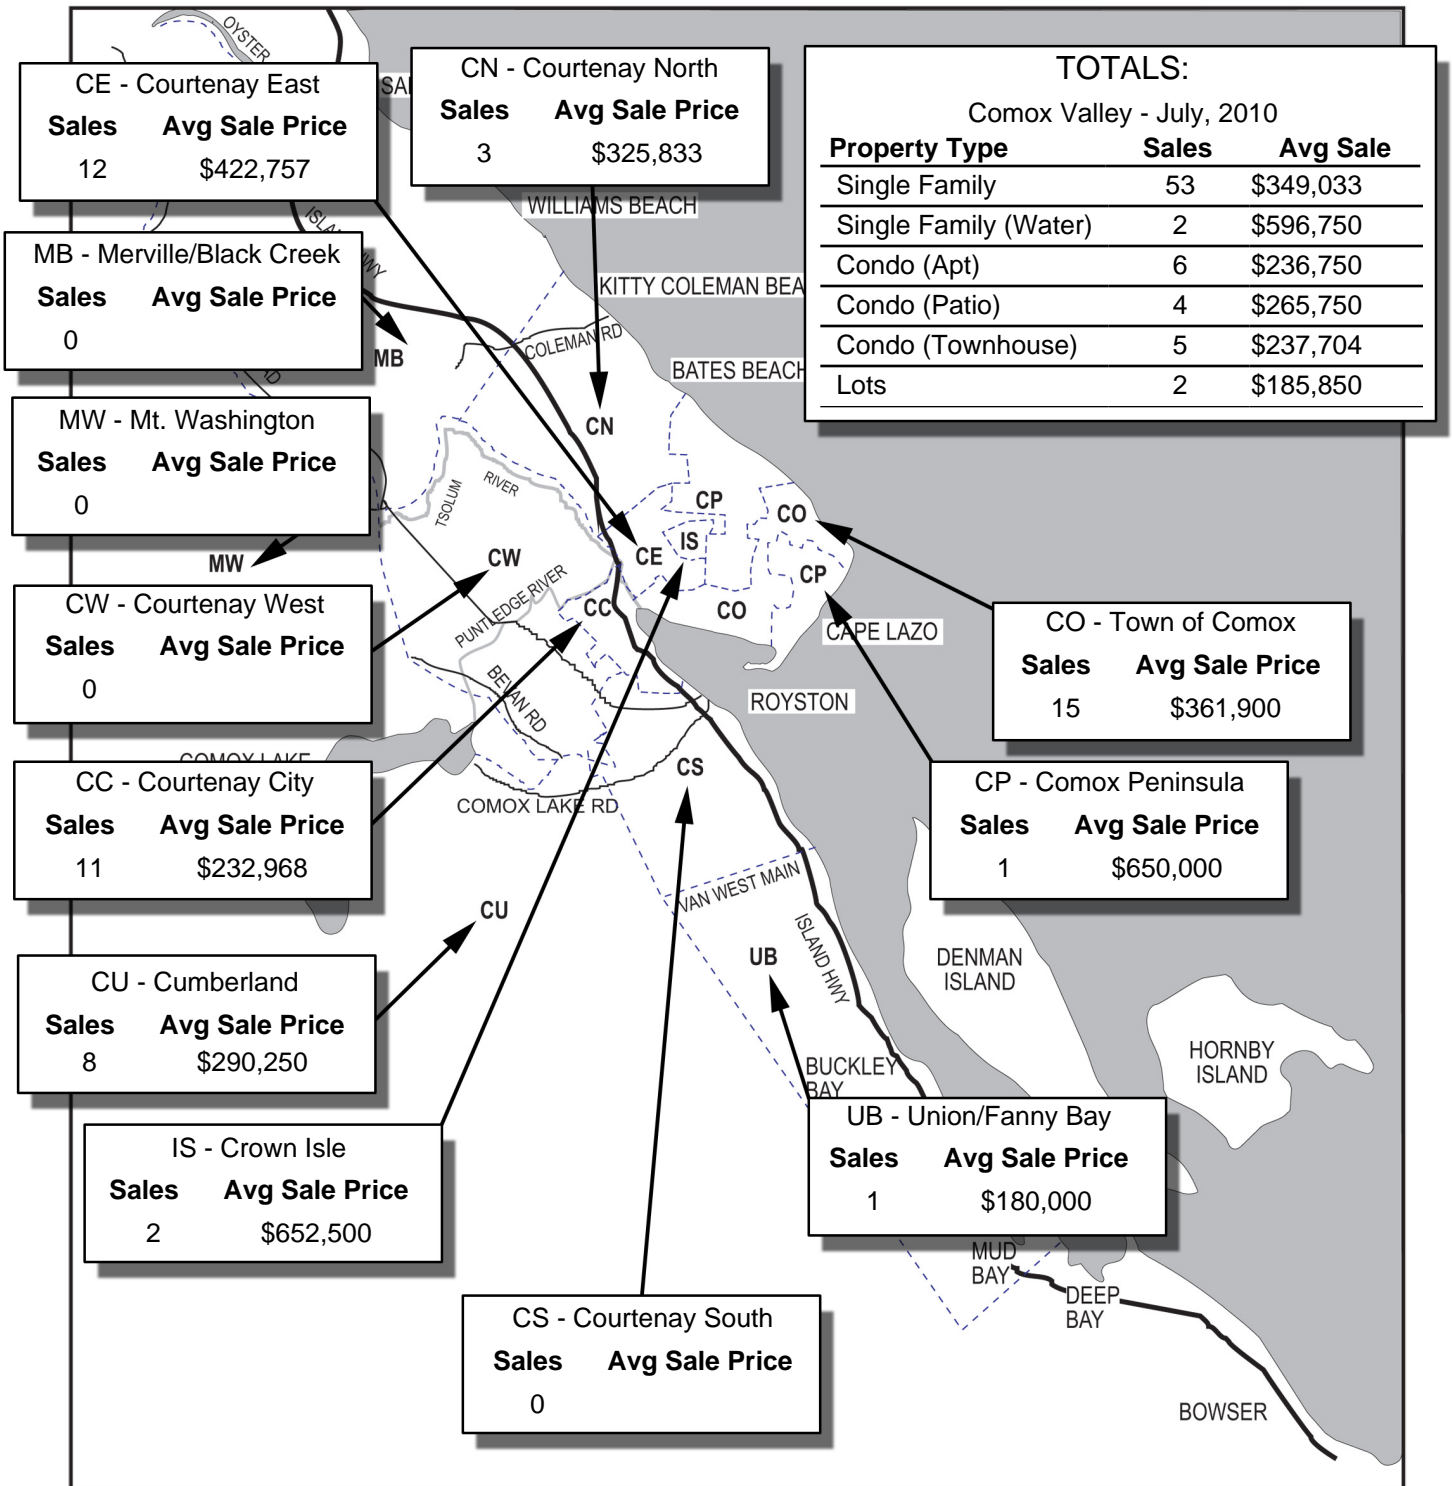 OYSTER
CE - Courtenay East
Sales Avg Sale Price
12 $422,757
CN - Courtenay North
Sales Avg Sale Price
3 $325,833
TOTALS:
Comox Valley - July, 2010
Property Type Sales Avg Sale
Single Family 53 $349,033
Single Family (Water) 2 $596,750
Condo (Apt) 6 $236,750
Condo (Patio) 4 $265,750
Condo (Townhouse) 5 $237,704
Lots 2 $185,850
WILLIAMS BEACH
MB - Merville/Black Creek
Sales Avg Sale Price
0
KITTY COLEMAN BEA
COLEMAN RD
MB
BATES BEACH
MW - Mt. Washington
Sales Avg Sale Price
0
CN
TSOLUM
RIVER
CP
CO
IS
CE
CW
MW
CP
PUNTLEDGE RIVER
CC
CO
CAPE LAZO
CW - Courtenay West
Sales Avg Sale Price
0
CO - Town of Comox
Sales Avg Sale Price
15 $361,900
BEVAN RD
ROYSTON
COMOX LAKE
CC - Courtenay City
Sales Avg Sale Price
11 $232,968
CS
COMOX LAKE RD
CP - Comox Peninsula
Sales Avg Sale Price
1 $650,000
VAN WEST MAIN
CU
ISLAND HWY
UB
DENMAN
ISLAND
CU - Cumberland
Sales Avg Sale Price
8 $290,250
HORNBY
ISLAND
BUCKLEY
BAY
UB - Union/Fanny Bay
Sales Avg Sale Price
1 $180,000
IS - Crown Isle
Sales Avg Sale Price
2 $652,500
MUD
BAY
DEEP
BAY
CS - Courtenay South
Sales Avg Sale Price
0
BOWSER